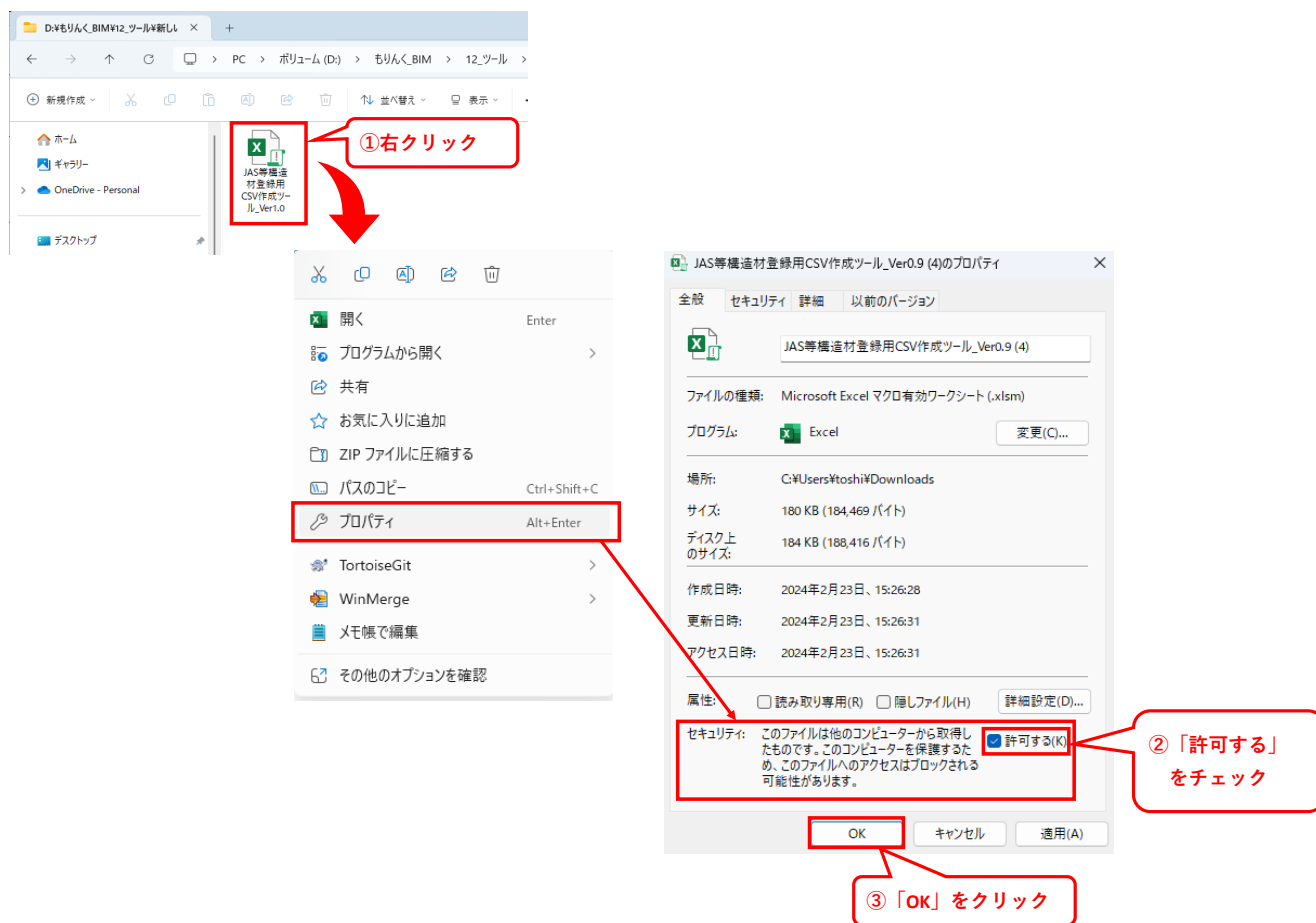 D:¥もりんく_BIM¥12_ツール¥新しい
PC > ボリューム (D:) > もりんく_BIM > 12_ツール >
新規作成
並べ替え
表示
ホーム
ギャラリー
OneDrive - Personal
デスクトップ
JAS等構造
材登録用
CSV作成ツー
ル_Ver1.0
①右クリック
開く Enter
プログラムから開く
共有
お気に入りに追加
ZIP ファイルに圧縮する
パスのコピー Ctrl+Shift+C
プロパティ Alt+Enter
TortoiseGit
WinMerge
メモ帳で編集
その他のオプションを確認
JAS等構造材登録用CSV作成ツール_Ver0.9 (4)のプロパティ
全般 セキュリティ 詳細 以前のバージョン
JAS等構造材登録用CSV作成ツール_Ver0.9 (4)
ファイルの種類: Microsoft Excel マクロ有効ワークシート (.xlsm)
プログラム: Excel 変更(C)...
場所: C:¥Users¥toshi¥Downloads
サイズ: 180 KB (184,469 バイト)
ディスク上
のサイズ: 184 KB (188,416 バイト)
作成日時: 2024年2月23日、15:26:28
更新日時: 2024年2月23日、15:26:31
アクセス日時: 2024年2月23日、15:26:31
属性: 読み取り専用(R) 隠しファイル(H) 詳細設定(D)...
セキュリティ: このファイルは他のコンピューターから取得し
たものです。このコンピューターを保護するた
め、このファイルへのアクセスはブロックされる
可能性があります。
許可する(K)
②「許可する」
をチェック
OK キャンセル 適用(A)
③「OK」をクリック